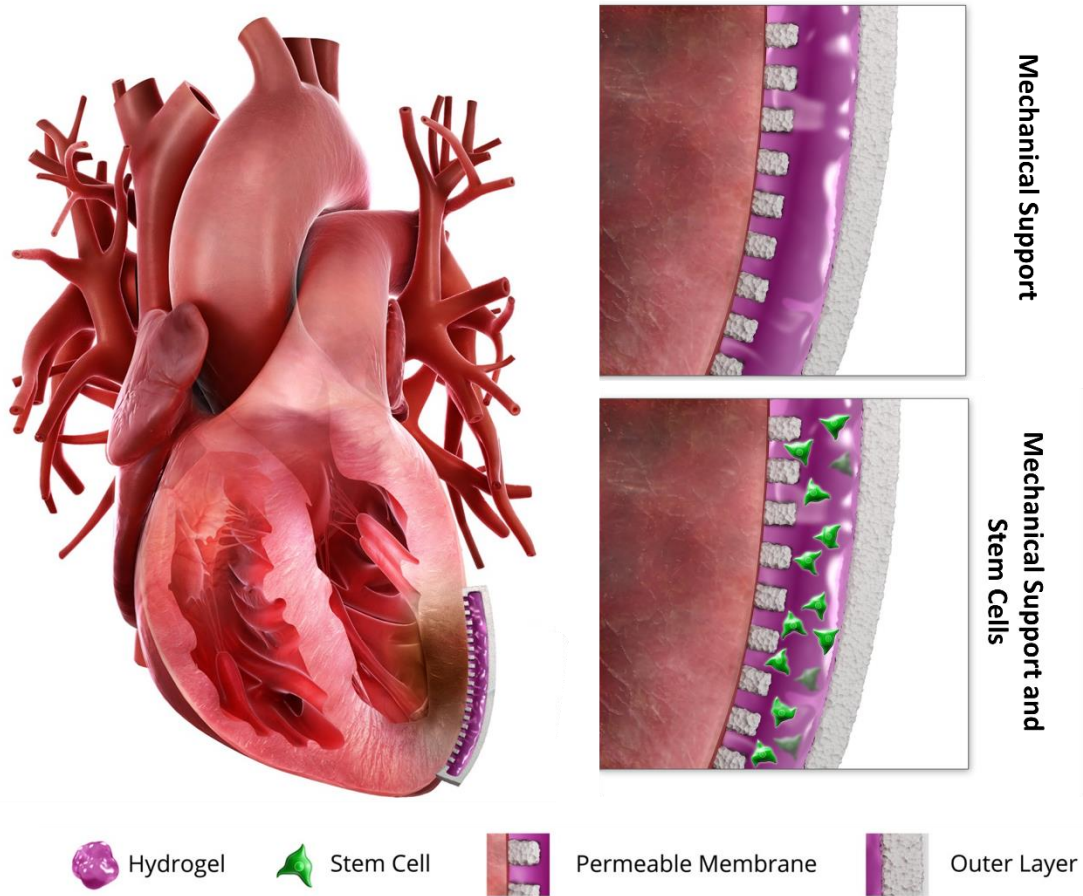 Mechanical Support
Mechanical Support and
Stem Cells
Hydrogel
Stem Cell
Permeable Membrane
Outer Layer